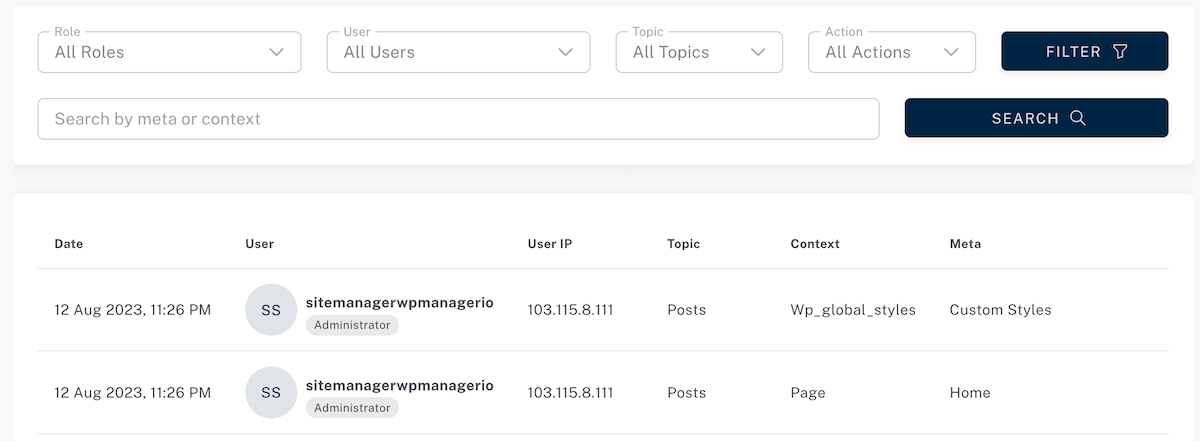 Role
All Roles
User
All Users
Topic
All Topics
Action
All Actions
FILTER
Search by meta or context
SEARCH
Date User User IP Topic Context Meta
12 Aug 2023, 11:26 PM SS sitemanagerwpmanagerio 103.115.8.111 Posts Wp_global_styles Custom Styles
Administrator
12 Aug 2023, 11:26 PM SS sitemanagerwpmanagerio 103.115.8.111 Posts Page Home
Administrator